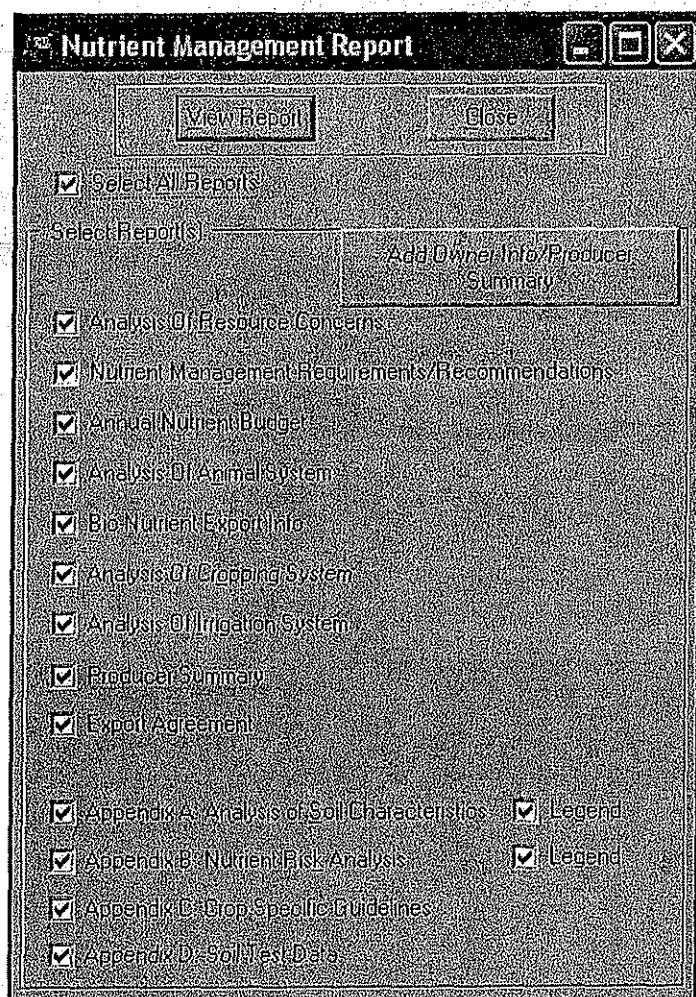 Nutrient Management Report
View Report Close
Select All Reports
Select Report(s)
Add Owner Info/Producer
Summary
Analysis Of Resource Concerns
Nutrient Management Requirements/Recommendations
Annual Nutrient Budget
Analysis Of Animal System
Bio-Nutrient Export Info
Analysis Of Cropping System
Analysis Of Irrigation System
Producer Summary
Export Agreement
Appendix A: Analysis of Soil Characteristics Legend
Appendix B: Nutrient Risk Analysis Legend
Appendix C: Crop Specific Guidelines
Appendix D: Soil Test Data